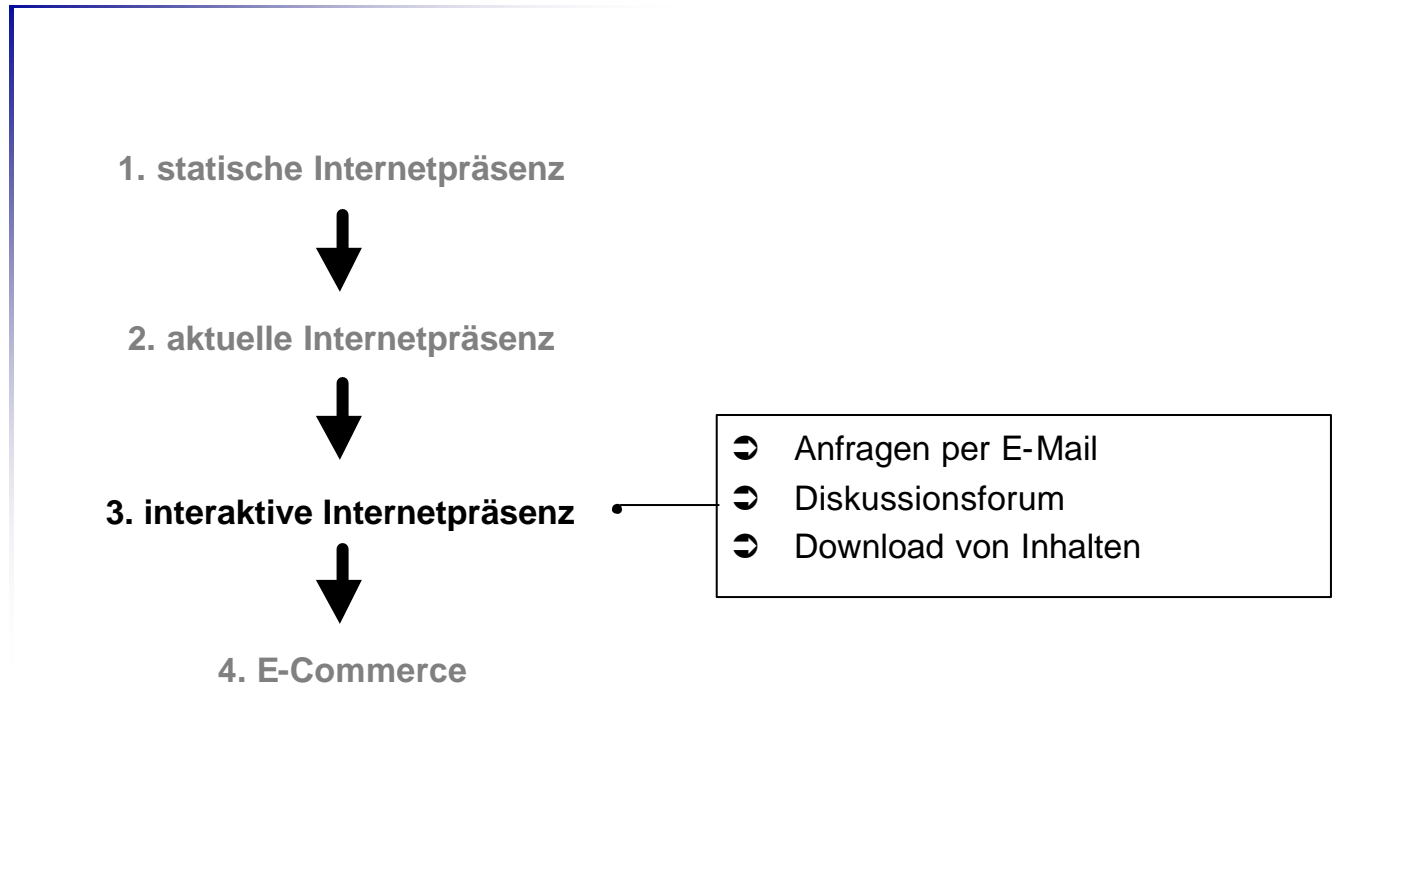 1. statische Internetpräsenz
2. aktuelle Internetpräsenz
3. interaktive Internetpräsenz
➲ Anfragen per E-Mail
➲ Diskussionsforum
➲ Download von Inhalten
4. E-Commerce